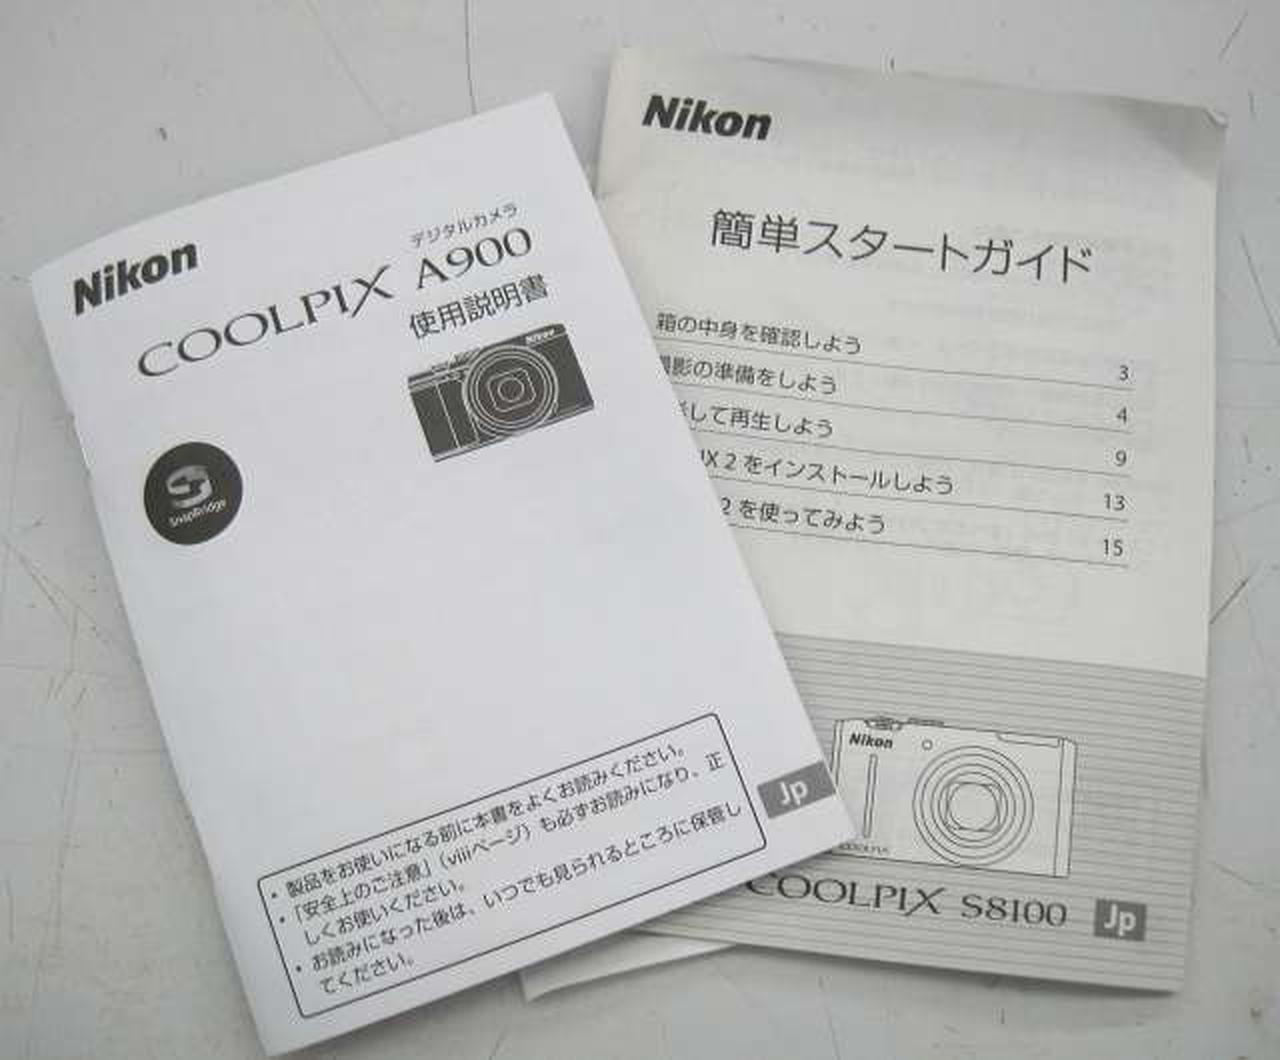 Nikon
デジタルカメラ
COOLPIX A900
使用説明書
Nikon
SnapBridge
• 製品をお使いになる前に本書をよくお読みください。
• 「安全上のご注意」(viiiページ)も必ずお読みになり、正
しくお使いください。
• お読みになった後は、いつでも見られるところに保管し
てください。
Jp
Nikon
簡単スタートガイド
箱の中身を確認しよう 3
影の準備をしよう 4
して再生しよう 9
IX 2 をインストールしよう 13
2 を使ってみよう 15
Nikon
COOLPIX
COOLPIX S8100
Jp